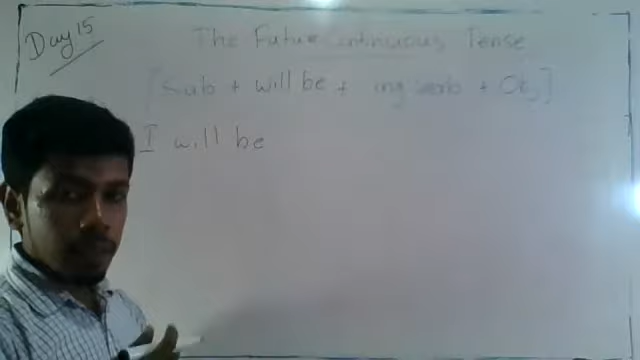 Day 15
The Future Continuous Tense
[Sub + will be + ing verb + Ob,]
I will be